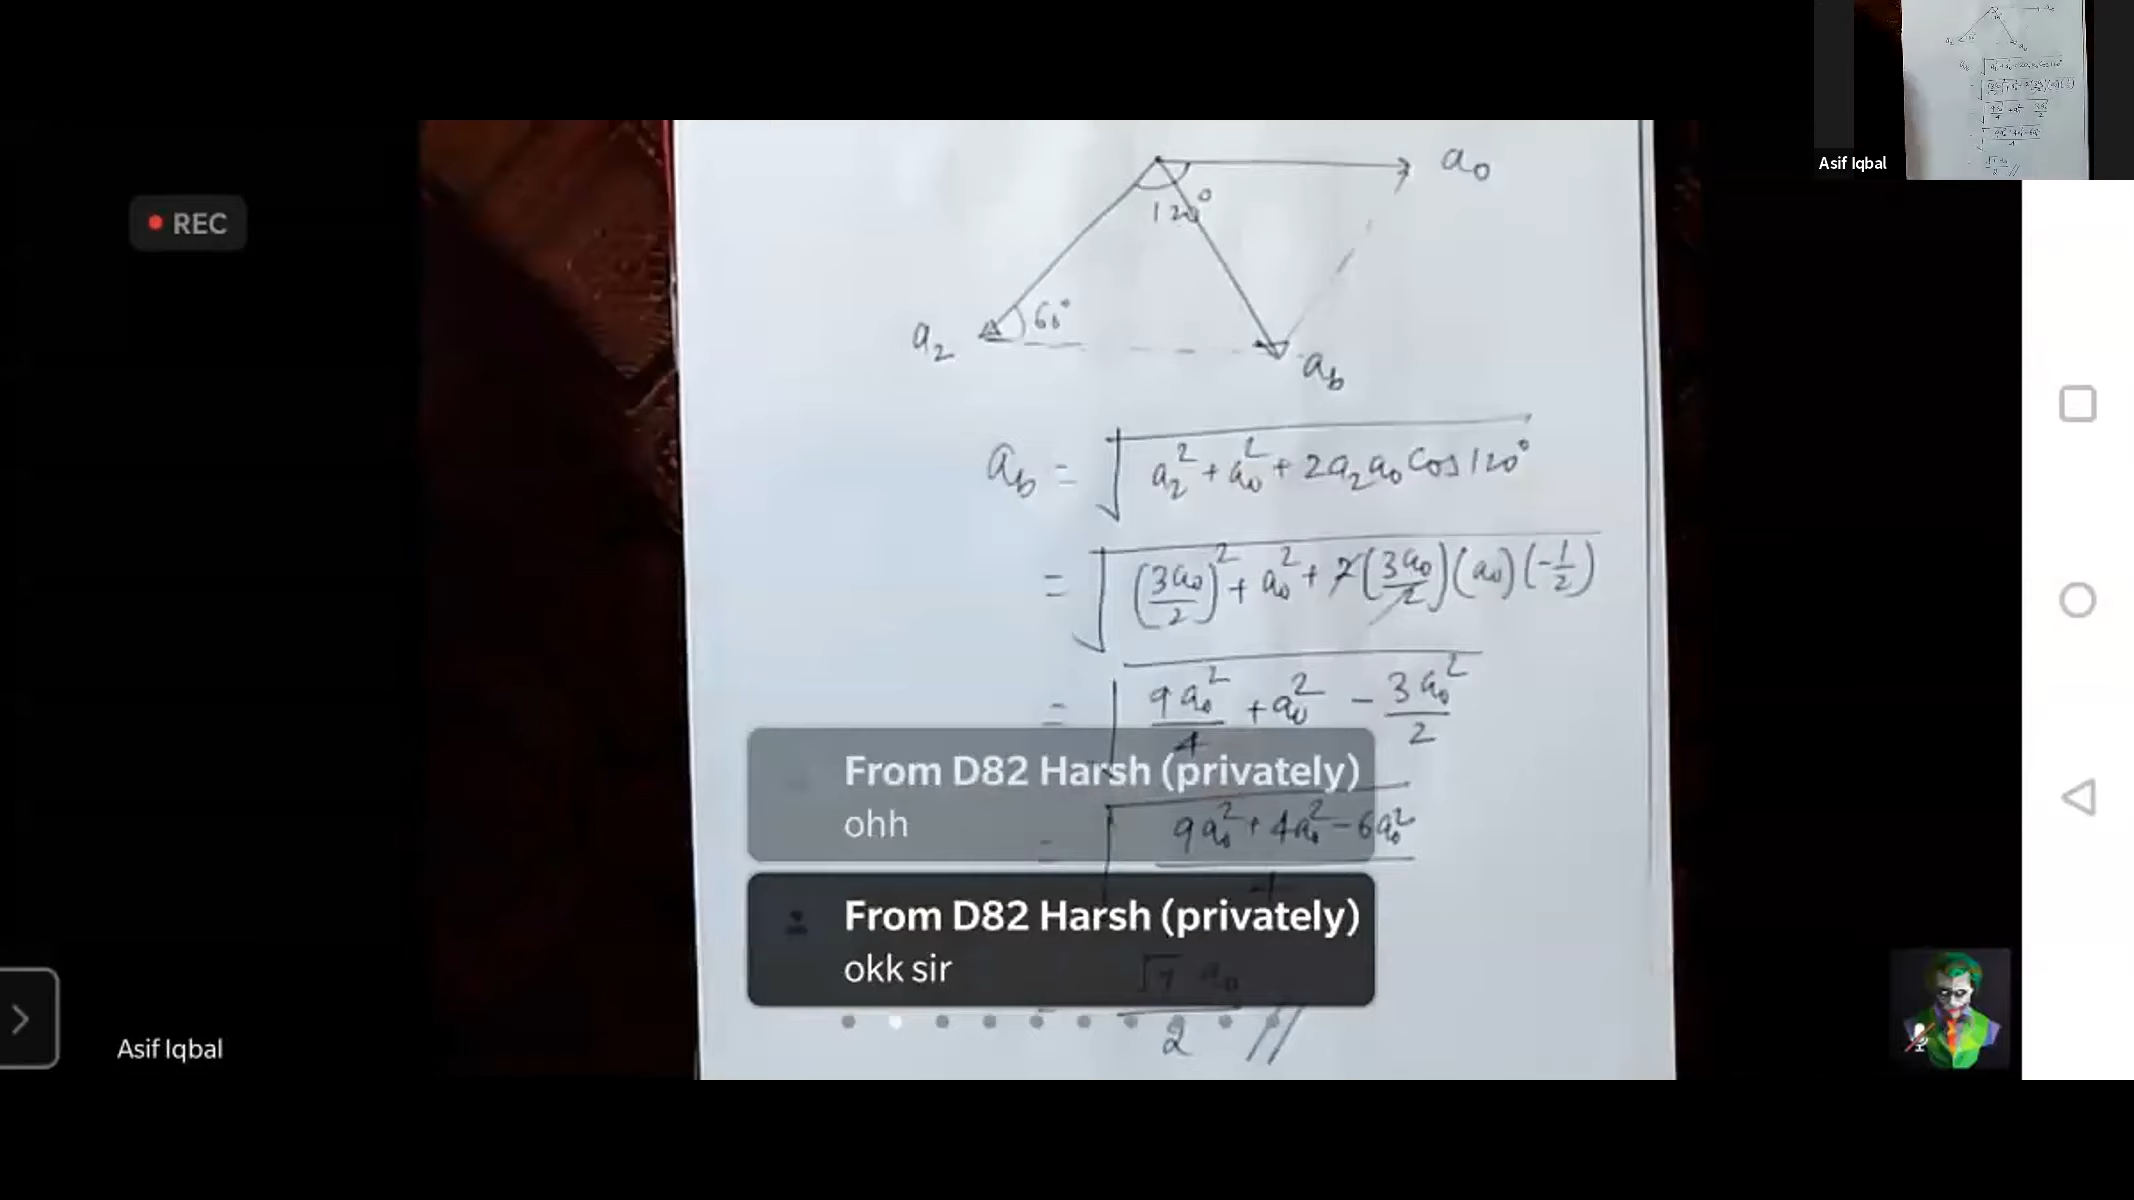 Asif Iqbal
REC
a₀
120°
60°
a₂
a_b
a_b = √(a₂² + a₀² + 2a₂a₀ Cos 120°)
= √((3a₀/2)² + a₀² + 2(3a₀/2)(a₀)(-1/2))
= √(9a₀²/4 + a₀² - 3a₀²/2)
From D82 Harsh (privately)
ohh
= √((9a₀² + 4a₀² - 6a₀²)/4)
From D82 Harsh (privately)
okk sir
= √7 a₀/2 //
Asif Iqbal